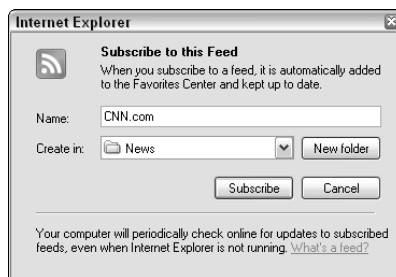 Internet Explorer
Subscribe to this Feed
When you subscribe to a feed, it is automatically added
to the Favorites Center and kept up to date.
Name: CNN.com
Create in: News New folder
Subscribe Cancel
Your computer will periodically check online for updates to subscribed
feeds, even when Internet Explorer is not running. What's a feed?